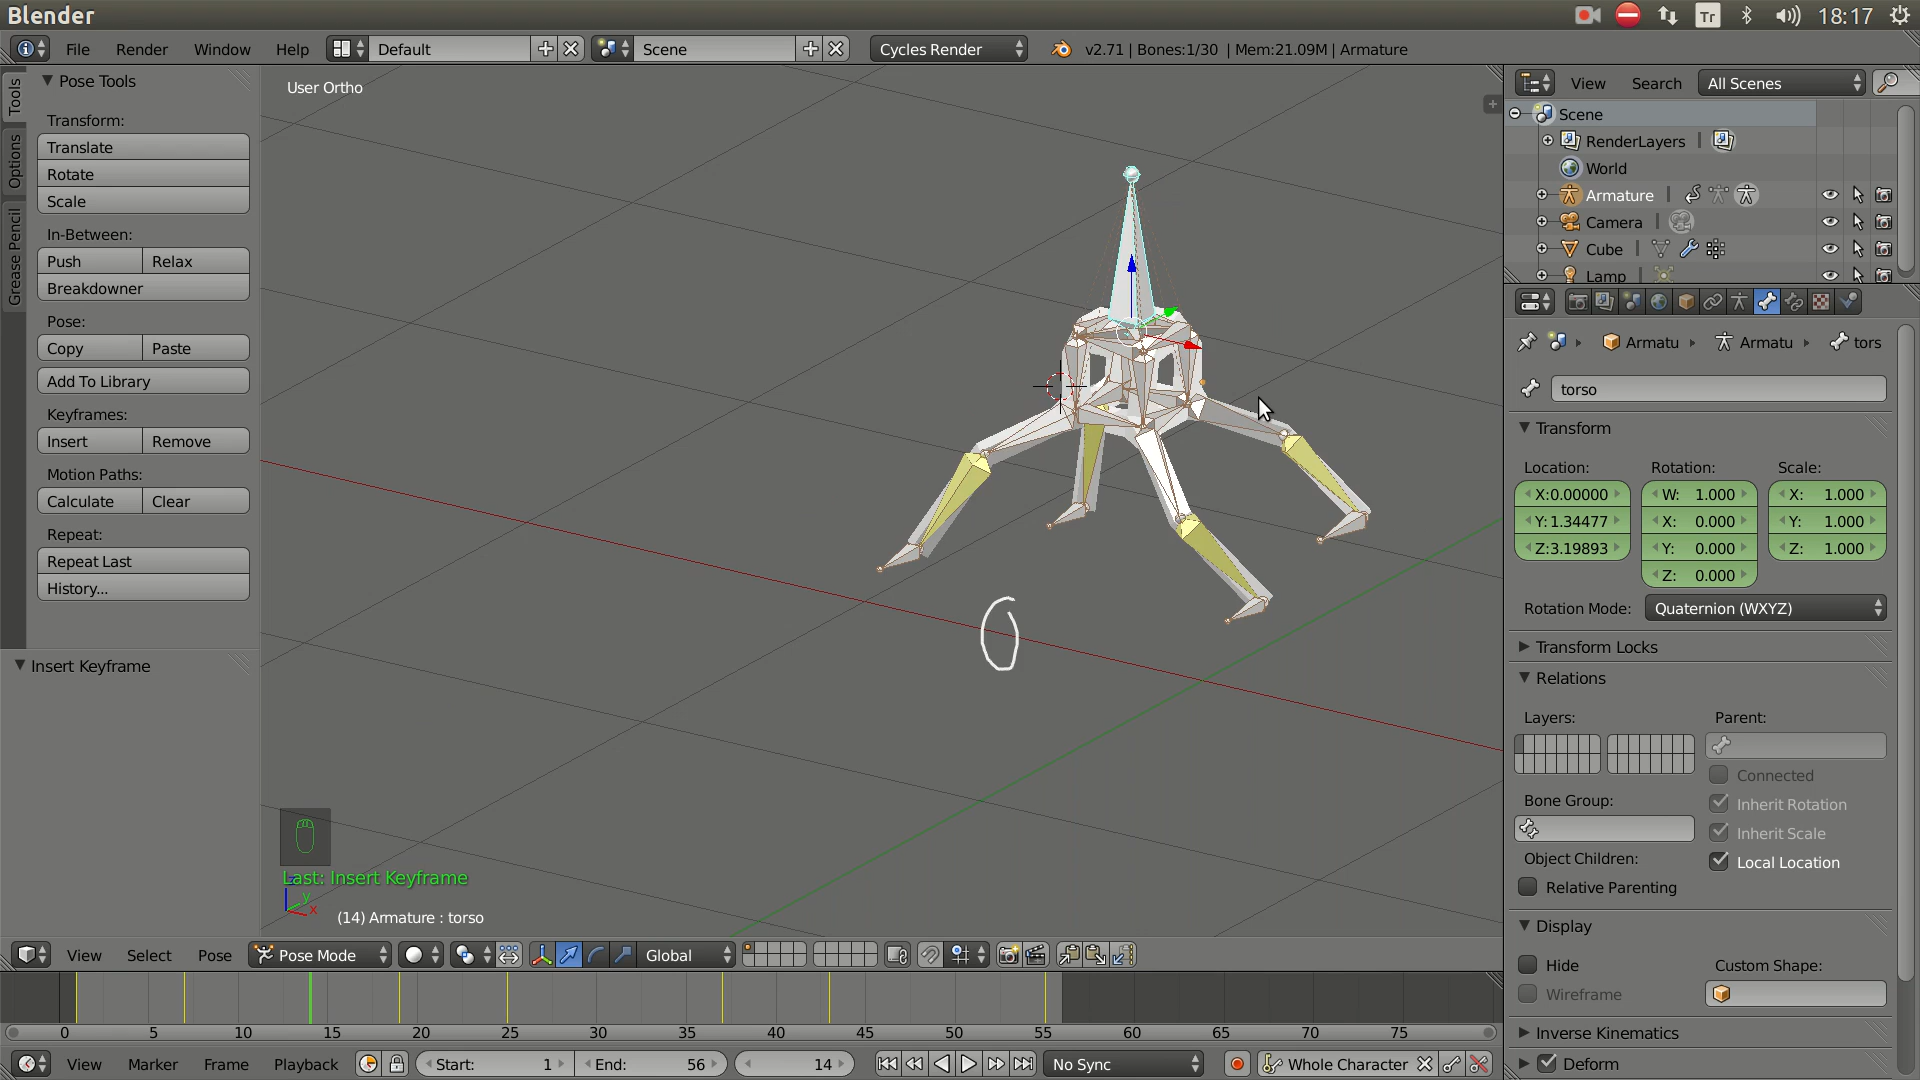 Blender
Tr
18:17
File Render Window Help Default Scene Cycles Render v2.71 | Bones:1/30 | Mem:21.09M | Armature
Tools
Options
Grease Pencil
Pose Tools
Transform:
Translate
Rotate
Scale
In-Between:
Push Relax
Breakdowner
Pose:
Copy Paste
Add To Library
Keyframes:
Insert Remove
Motion Paths:
Calculate Clear
Repeat:
Repeat Last
History...
Insert Keyframe
User Ortho
Last: Insert Keyframe
z
y
x
(14) Armature : torso
View Select Pose Pose Mode Global
0 5 10 15 20 25 30 35 40 45 50 55 60 65 70 75
View Marker Frame Playback Start: 1 End: 56 14 No Sync Whole Character
View Search All Scenes
Scene
RenderLayers
World
Armature
Camera
Cube
Lamp
Armatu Armatu tors
torso
Transform
Location: Rotation: Scale:
X:0.00000 W: 1.000 X: 1.000
Y:1.34477 X: 0.000 Y: 1.000
Z:3.19893 Y: 0.000 Z: 1.000
Z: 0.000
Rotation Mode: Quaternion (WXYZ)
Transform Locks
Relations
Layers: Parent:
Connected
Bone Group: Inherit Rotation
Inherit Scale
Object Children: Local Location
Relative Parenting
Display
Hide Custom Shape:
Wireframe
Inverse Kinematics
Deform